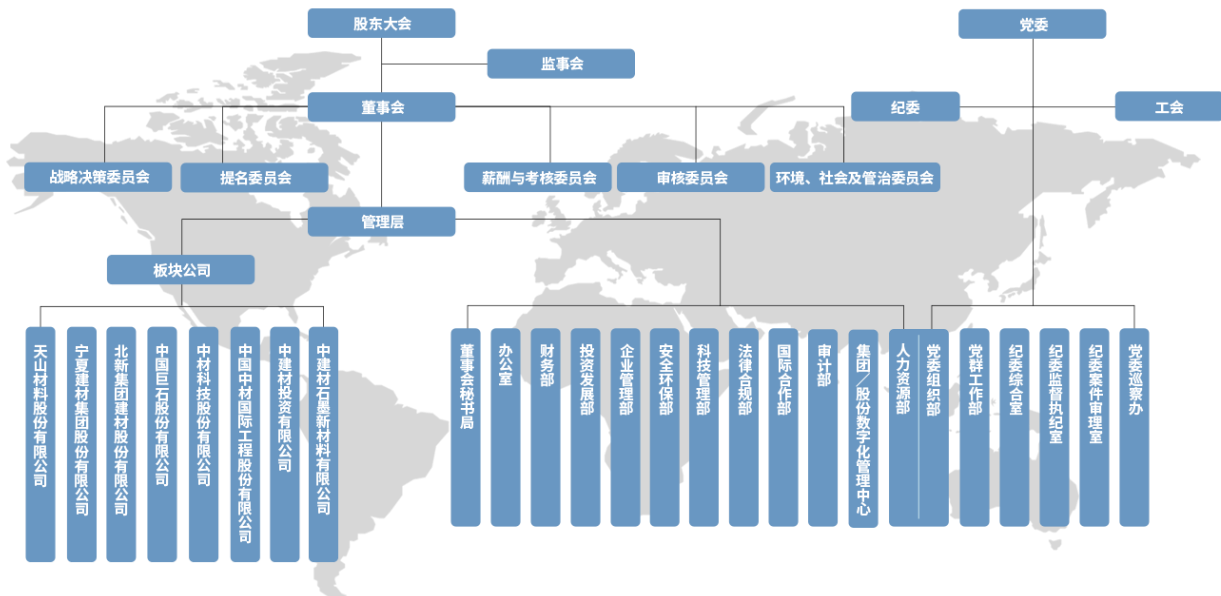 股东大会
党委
监事会
董事会
纪委
工会
战略决策委员会
提名委员会
薪酬与考核委员会
审核委员会
环境、社会及管治委员会
管理层
板块公司
天山材料股份有限公司
宁夏建材集团股份有限公司
北新集团建材股份有限公司
中国巨石股份有限公司
中材科技股份有限公司
中国中材国际工程股份有限公司
中建材投资有限公司
中建材石墨新材料有限公司
董事会秘书局
办公室
财务部
投资发展部
企业管理部
安全环保部
科技管理部
法律合规部
国际合作部
审计部
集团／股份数字化管理中心
人力资源部
党委组织部
党群工作部
纪委综合室
纪委监督执纪室
纪委案件审理室
党委巡察办